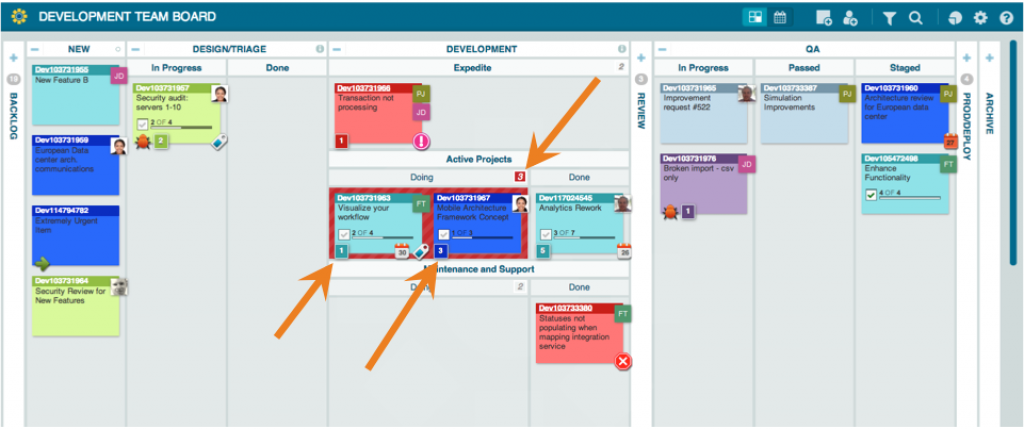 DEVELOPMENT TEAM BOARD
BACKLOG
NEW
Dev103731955
New Feature B
JD
Dev103731959
European Data
center arch.
communications
Dev114794782
Extremely Urgent
Item
Dev103731964
Security Review for
New Features
DESIGN/TRIAGE
In Progress
Done
Dev103731957
Security audit:
servers 1-10
2 OF 4
2
DEVELOPMENT
Expedite
2
Dev103731966
Transaction not
processing
PJ
JD
1
Active Projects
Doing
3
Done
Dev103731963
Visualize your
workflow
FT
2 OF 4
1
30
Dev103731967
Mobile Architecture
Framework Concept
1 OF 3
3
Dev117024545
Analytics Rework
3 OF 7
5
Maintenance and Support
2
Done
Dev103733380
Statuses not
populating when
mapping integration
service
FT
3
REVIEW
QA
In Progress
Passed
Staged
Dev103731965
Improvement
request #522
Dev103731976
Broken import - csv
only
JD
1
Dev103733387
Simulation
Improvements
PJ
Dev103731960
Architecture review
for European data
center
PJ
27
Dev105472498
Enhance
Functionality
FT
4 OF 4
4
PROD/DEPLOY
ARCHIVE